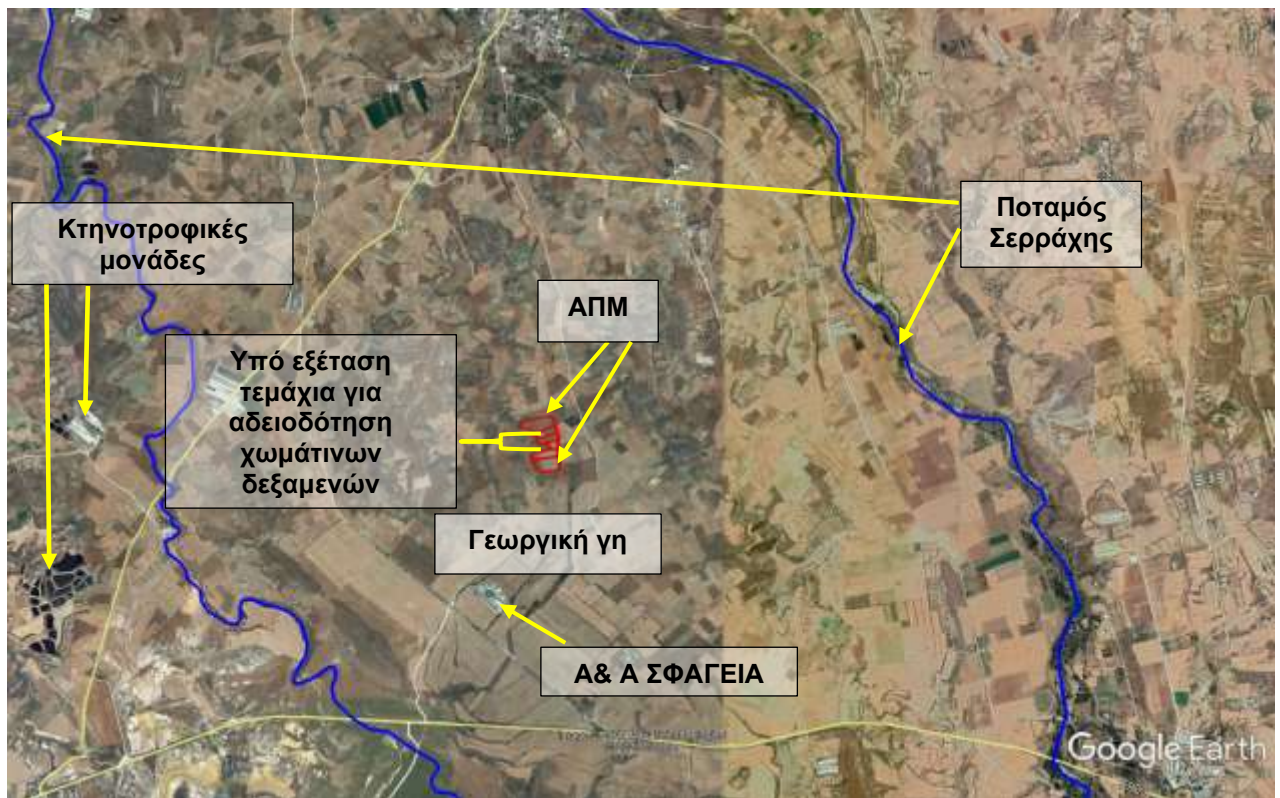 Κτηνοτροφικές
μονάδες
Ποταμός
Σερράχης
ΑΠΜ
Υπό εξέταση
τεμάχια για
αδειοδότηση
χωμάτινων
δεξαμενών
Γεωργική γη
Α& Α ΣΦΑΓΕΙΑ
Google Earth